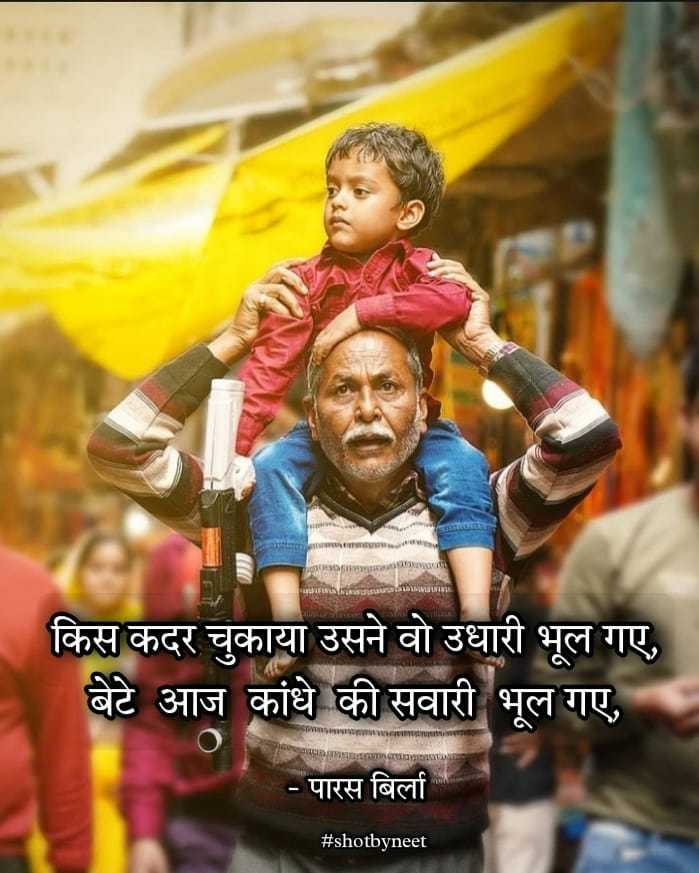 किस कदर चुकाया उसने वो उधारी भूल गए,
बेटे आज कांधे की सवारी भूल गए,
- पारस बिर्ला
#shotbyneet